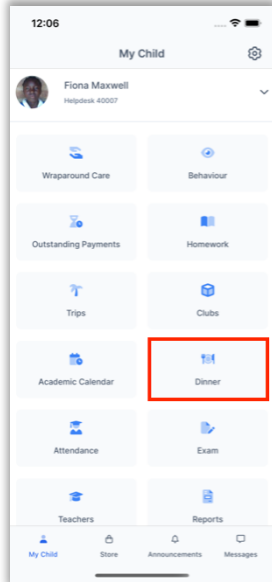 12:06
My Child
Fiona Maxwell
Helpdesk 40007
Wraparound Care
Behaviour
Outstanding Payments
Homework
Trips
Clubs
Academic Calendar
Dinner
Attendance
Exam
Teachers
Reports
My Child
Store
Announcements
Messages